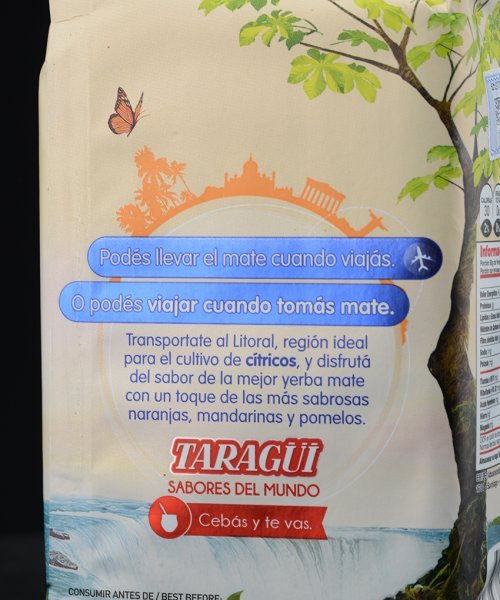 Podés llevar el mate cuando viajás.
O podés viajar cuando tomás mate.
Transportate al Litoral, región ideal
para el cultivo de cítricos, y disfrutá
del sabor de la mejor yerba mate
con un toque de las más sabrosas
naranjas, mandarinas y pomelos.
TARAGÜÍ
SABORES DEL MUNDO
Cebás y te vas.
CONSUMIR ANTES DE / BEST BEFORE: